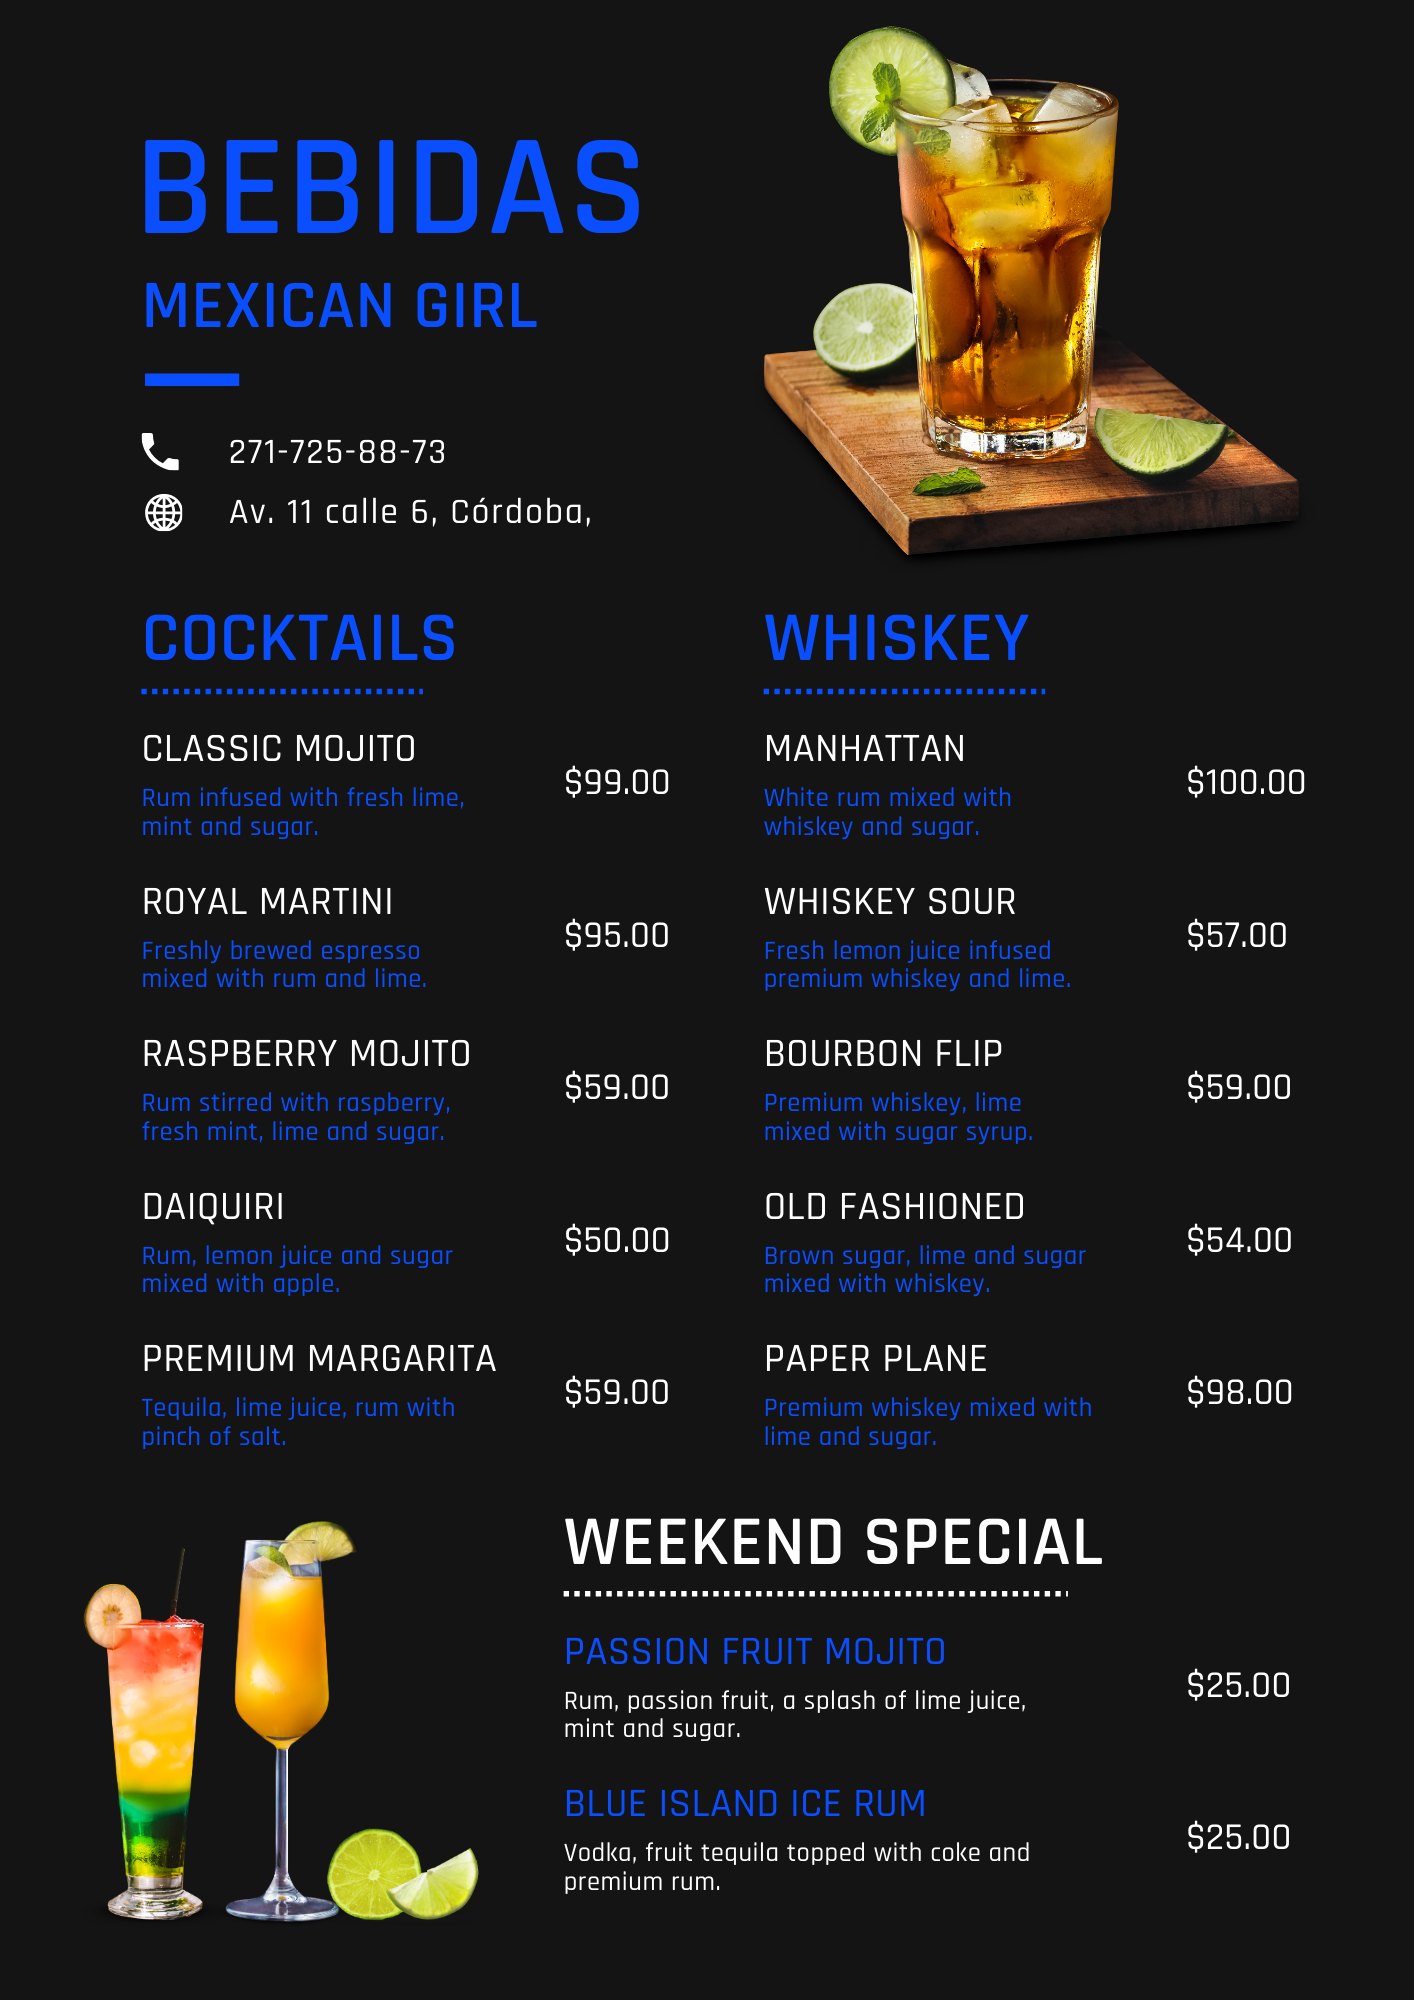 BEBIDAS
MEXICAN GIRL
271-725-88-73
Av. 11 calle 6, Córdoba,
COCKTAILS
CLASSIC MOJITO
$99.00
Rum infused with fresh lime,
mint and sugar.
ROYAL MARTINI
$95.00
Freshly brewed espresso
mixed with rum and lime.
RASPBERRY MOJITO
$59.00
Rum stirred with raspberry,
fresh mint, lime and sugar.
DAIQUIRI
$50.00
Rum, lemon juice and sugar
mixed with apple.
PREMIUM MARGARITA
$59.00
Tequila, lime juice, rum with
pinch of salt.
WHISKEY
MANHATTAN
$100.00
White rum mixed with
whiskey and sugar.
WHISKEY SOUR
$57.00
Fresh lemon juice infused
premium whiskey and lime.
BOURBON FLIP
$59.00
Premium whiskey, lime
mixed with sugar syrup.
OLD FASHIONED
$54.00
Brown sugar, lime and sugar
mixed with whiskey.
PAPER PLANE
$98.00
Premium whiskey mixed with
lime and sugar.
WEEKEND SPECIAL
PASSION FRUIT MOJITO
$25.00
Rum, passion fruit, a splash of lime juice,
mint and sugar.
BLUE ISLAND ICE RUM
$25.00
Vodka, fruit tequila topped with coke and
premium rum.